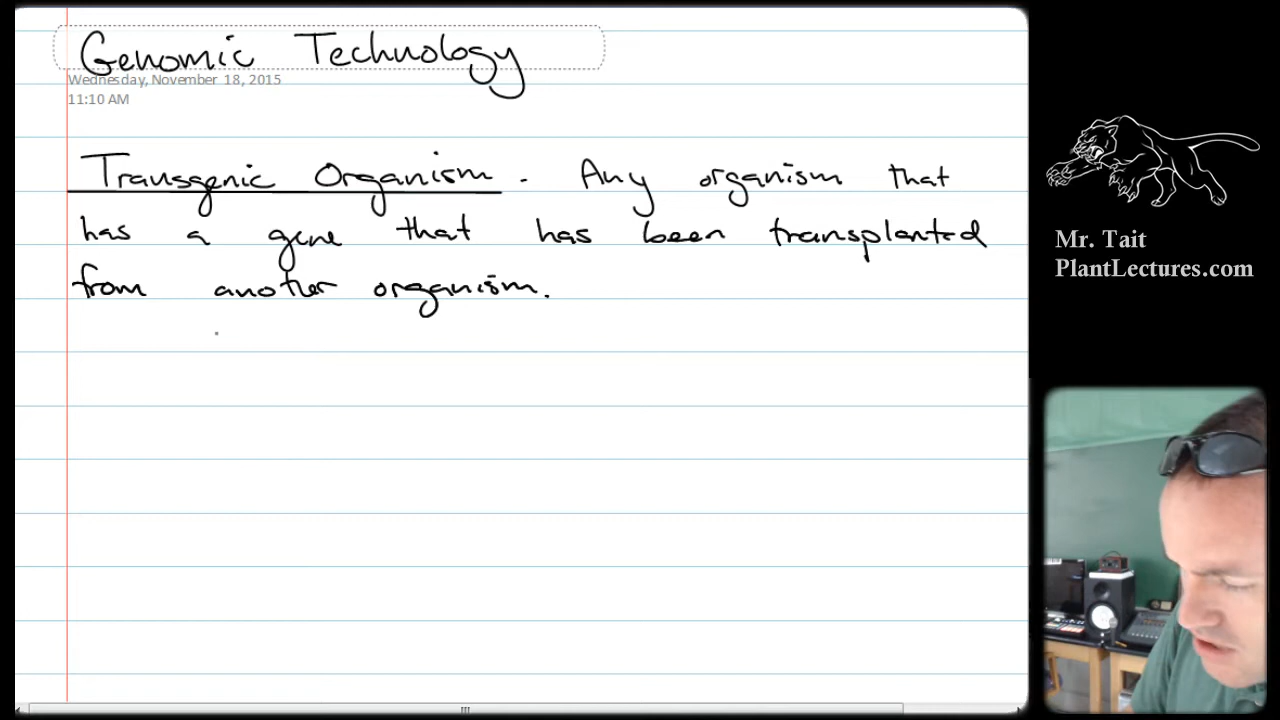 Genomic Technology
Wednesday, November 18, 2015
11:10 AM
Transgenic Organism - Any organism that
has a gene that has been transplanted
from another organism.
Mr. Tait
PlantLectures.com